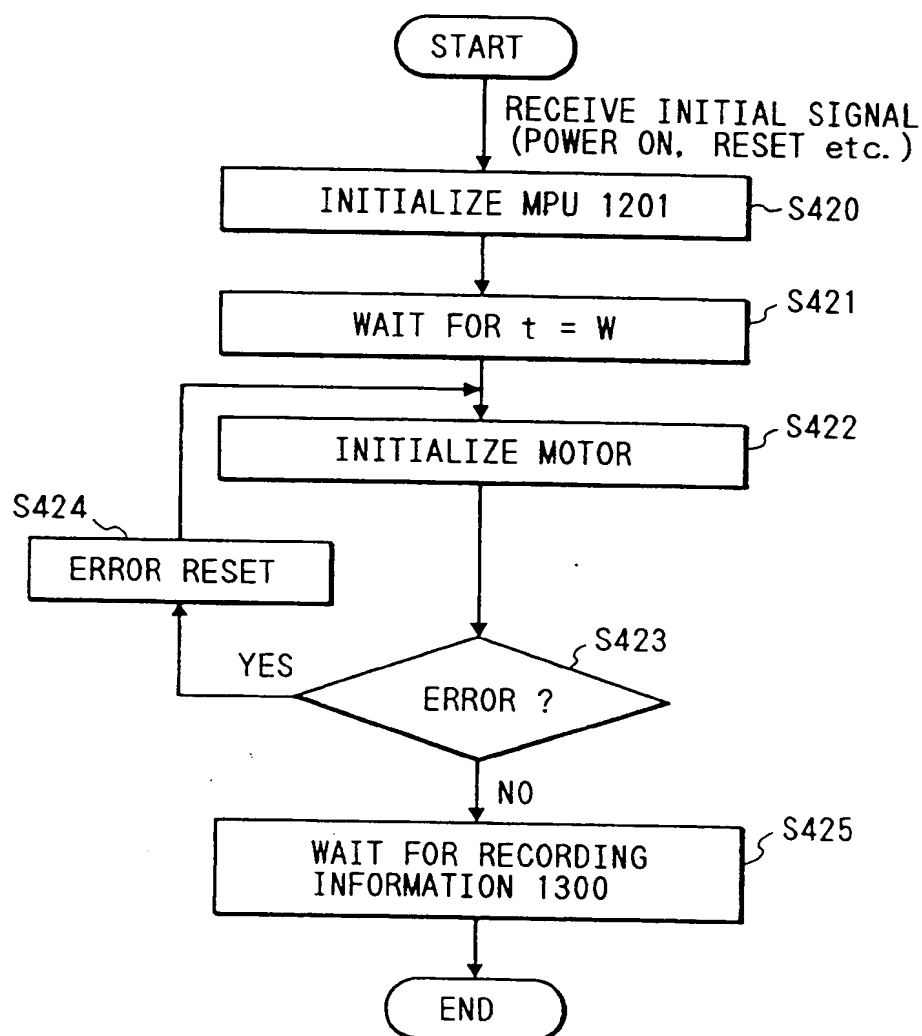 START
RECEIVE INITIAL SIGNAL
(POWER ON, RESET etc.)
INITIALIZE MPU 1201
S420
S421
WAIT FOR t = W
S422
INITIALIZE MOTOR
S424
ERROR RESET
S423
YES
ERROR ?
NO
S425
WAIT FOR RECORDING
INFORMATION 1300
END